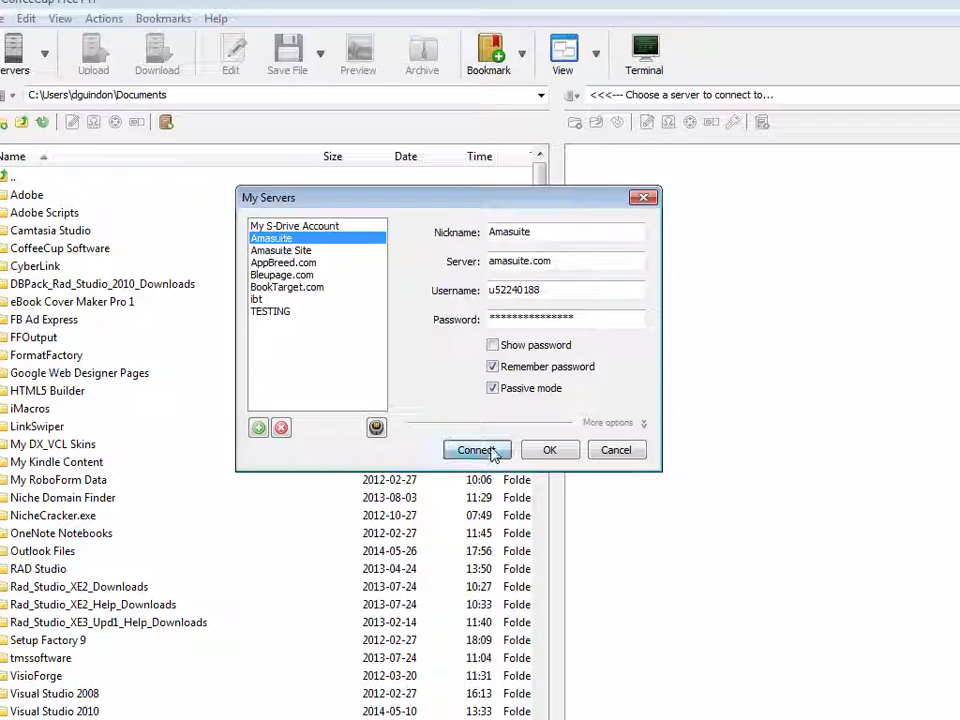 Edit View Actions Bookmarks Help
Upload Download Edit Save File Preview Archive Bookmark View Terminal
C:\Users\dguindon\Documents <<<--- Choose a server to connect to...
Size Date Time
..
Adobe
Adobe Scripts
Camtasia Studio
CoffeeCup Software
CyberLink
DBPack_Rad_Studio_2010_Downloads
eBook Cover Maker Pro 1
FB Ad Express
FFOutput
FormatFactory
Google Web Designer Pages
HTML5 Builder
iMacros
LinkSwiper
My DX_VCL Skins
My Kindle Content
My RoboForm Data 2012-02-27 10:06 Folde
Niche Domain Finder 2013-08-03 11:29 Folde
NicheCracker.exe 2012-10-27 07:49 Folde
OneNote Notebooks 2012-02-27 11:45 Folde
Outlook Files 2014-05-26 17:56 Folde
RAD Studio 2013-04-24 13:50 Folde
Rad_Studio_XE2_Downloads 2013-07-24 10:27 Folde
Rad_Studio_XE2_Help_Downloads 2013-07-24 10:33 Folde
Rad_Studio_XE3_Upd1_Help_Downloads 2013-02-14 11:40 Folde
Setup Factory 9 2012-02-27 18:09 Folde
tmssoftware 2013-07-24 11:04 Folde
VisioForge 2012-03-20 11:31 Folde
Visual Studio 2008 2012-02-27 16:13 Folde
Visual Studio 2010 2014-05-10 13:33 Folde
My Servers
My S-Drive Account
Amasuite
Amasuite Site
AppBreed.com
Bleupage.com
BookTarget.com
ibt
TESTING
Nickname: Amasuite
Server: amasuite.com
Username: u52240188
Password: ***************
Show password
Remember password
Passive mode
More options
Connect OK Cancel